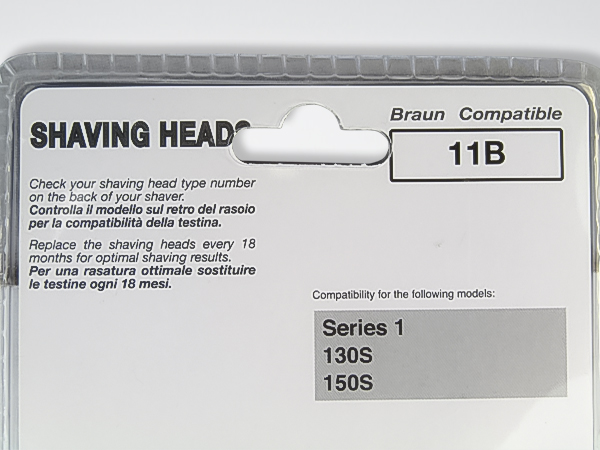 SHAVING HEADS
Check your shaving head type number
on the back of your shaver.
Controlla il modello sul retro del rasoio
per la compatibilità della testina.
Replace the shaving heads every 18
months for optimal shaving results.
Per una rasatura ottimale sostituire
le testine ogni 18 mesi.
Braun Compatible
11B
Compatibility for the following models:
Series 1
130S
150S